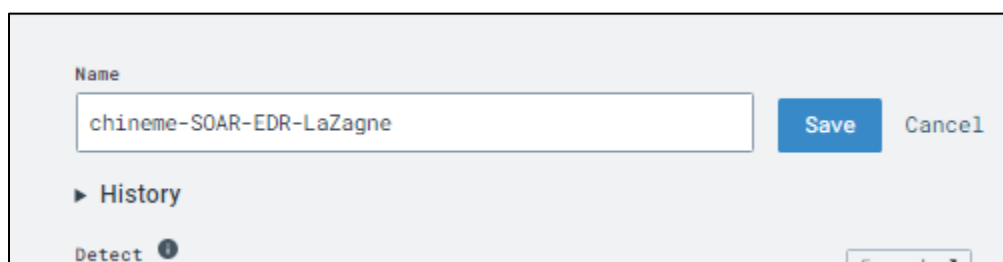 Name
chineme-SOAR-EDR-LaZagne
Save Cancel
▸ History
Detect